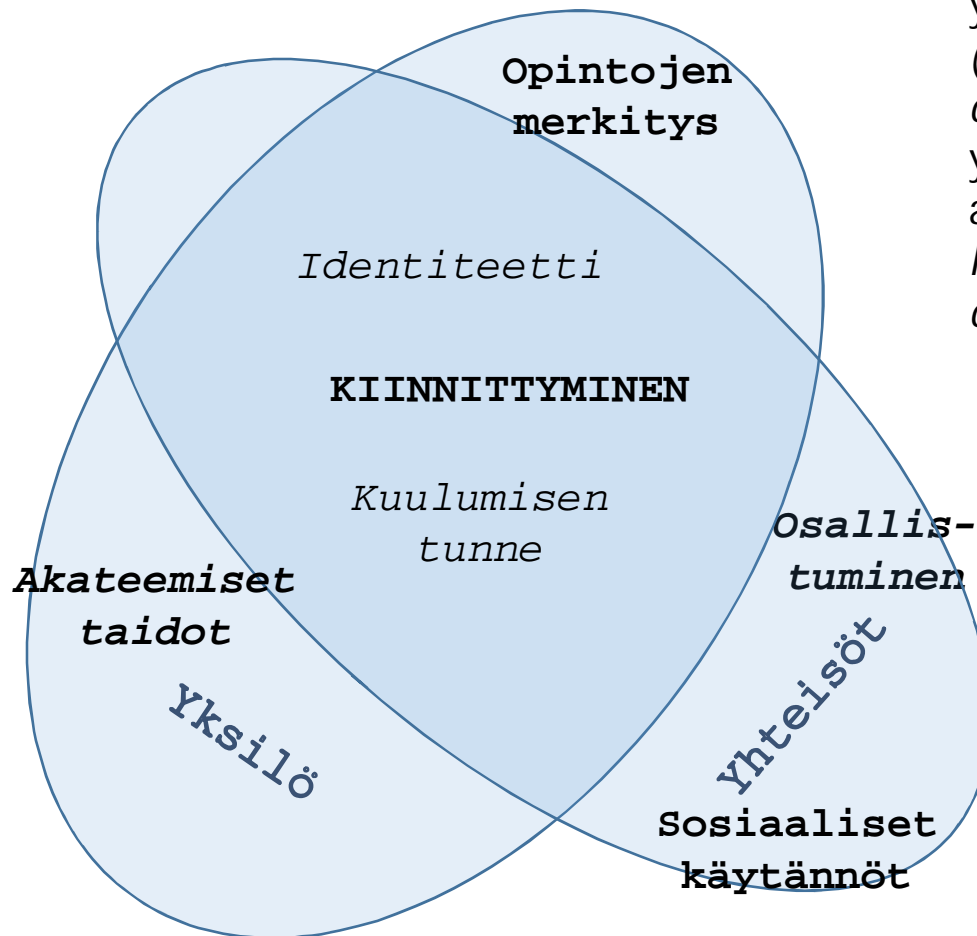 Opintojen
merkitys
Identiteetti
KIINNITTYMINEN
Kuulumisen
tunne
Osallis-
tuminen
Akateemiset
taidot
Yksilö
Yhteisöt
Sosiaaliset
käytännöt